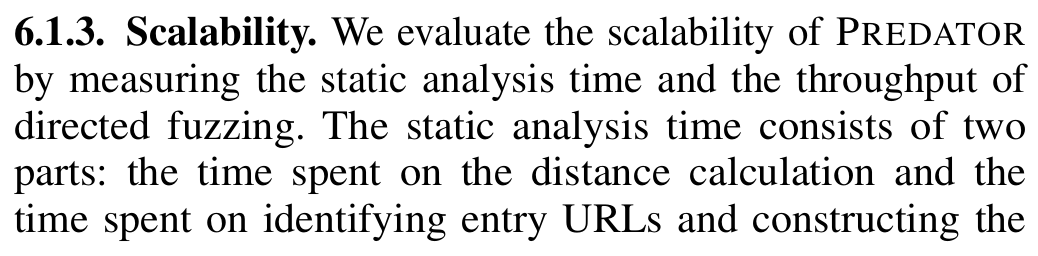 6.1.3. Scalability. We evaluate the scalability of PREDATOR
by measuring the static analysis time and the throughput of
directed fuzzing. The static analysis time consists of two
parts: the time spent on the distance calculation and the
time spent on identifying entry URLs and constructing the